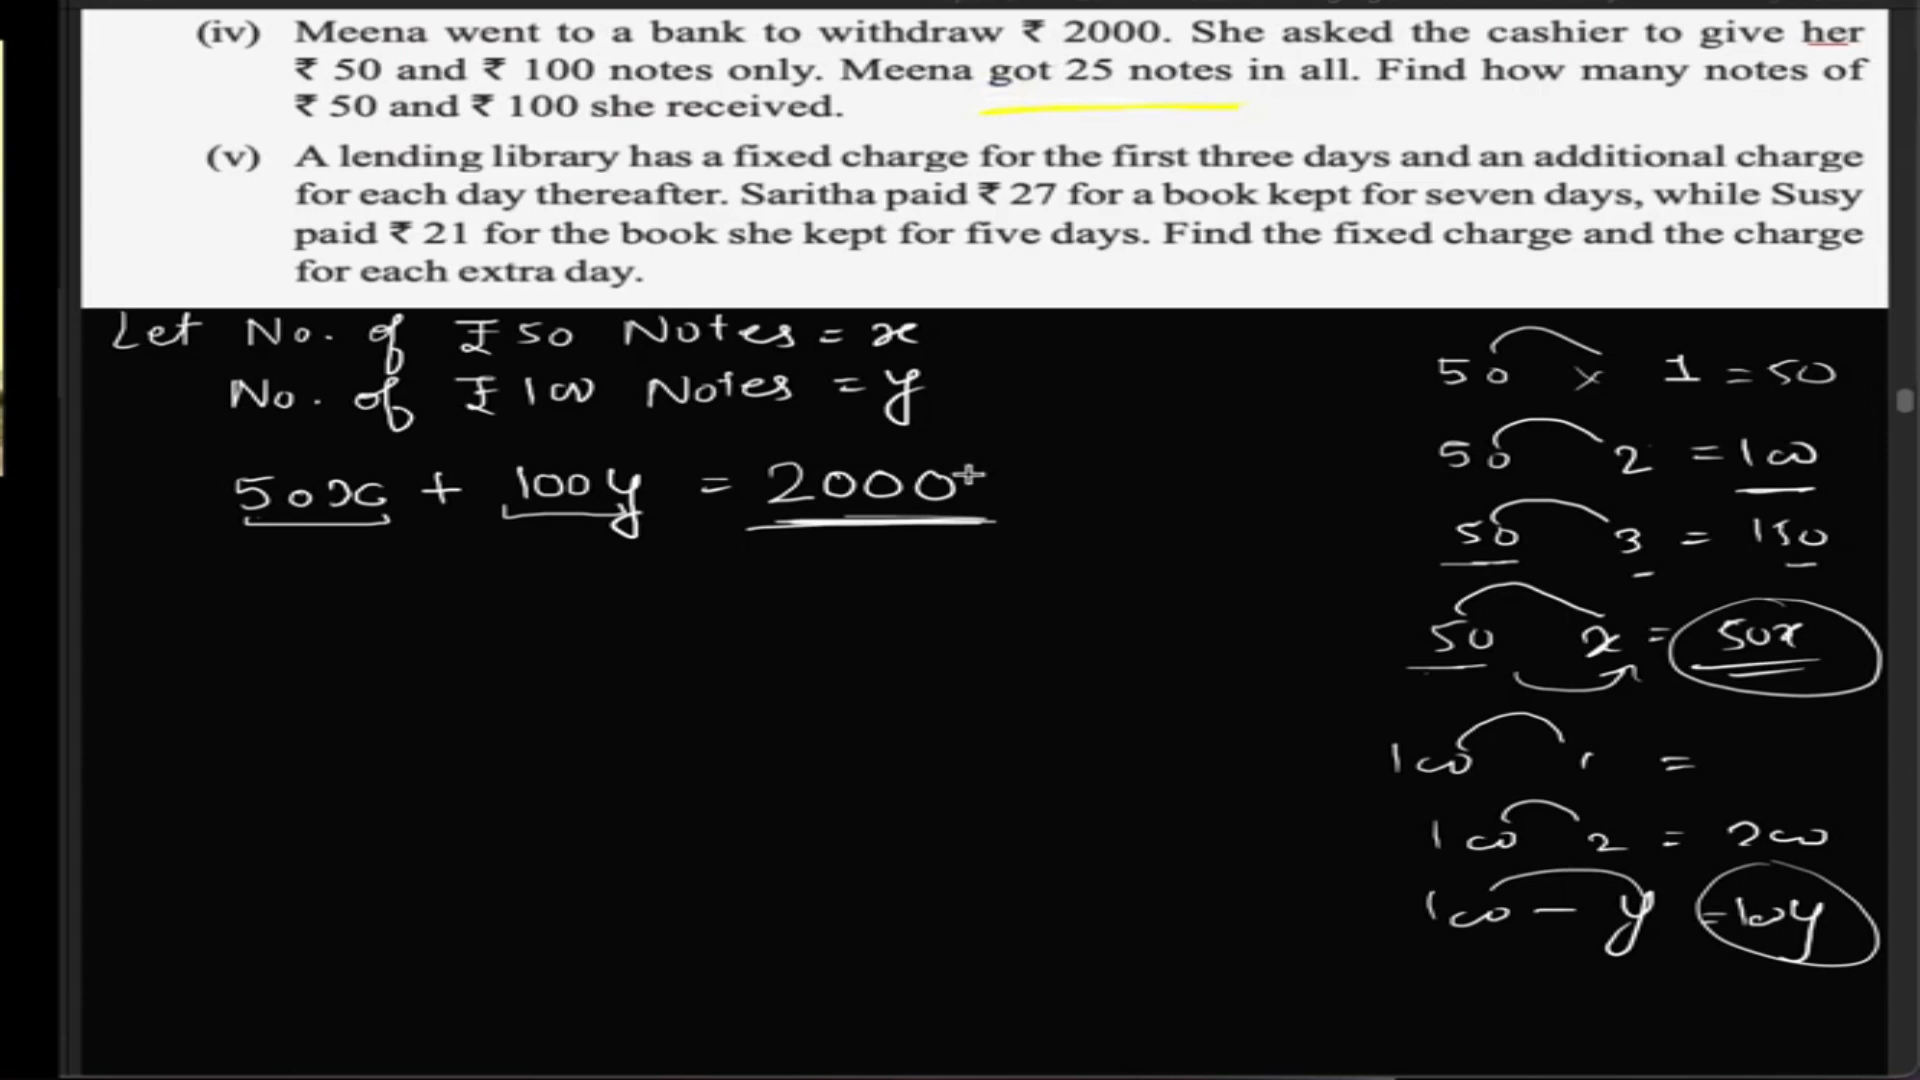 (iv) Meena went to a bank to withdraw ₹ 2000. She asked the cashier to give her
₹ 50 and ₹ 100 notes only. Meena got 25 notes in all. Find how many notes of
₹ 50 and ₹ 100 she received.
(v) A lending library has a fixed charge for the first three days and an additional charge
for each day thereafter. Saritha paid ₹ 27 for a book kept for seven days, while Susy
paid ₹ 21 for the book she kept for five days. Find the fixed charge and the charge
for each extra day.
Let No. of ₹ 50 Notes = x
No. of ₹ 100 Notes = y
50x + 100y = 2000
50 x 1 = 50
50 2 = 100
50 3 = 150
50 x = 50x
100 1 =
100 2 = 200
100 - y = 100y